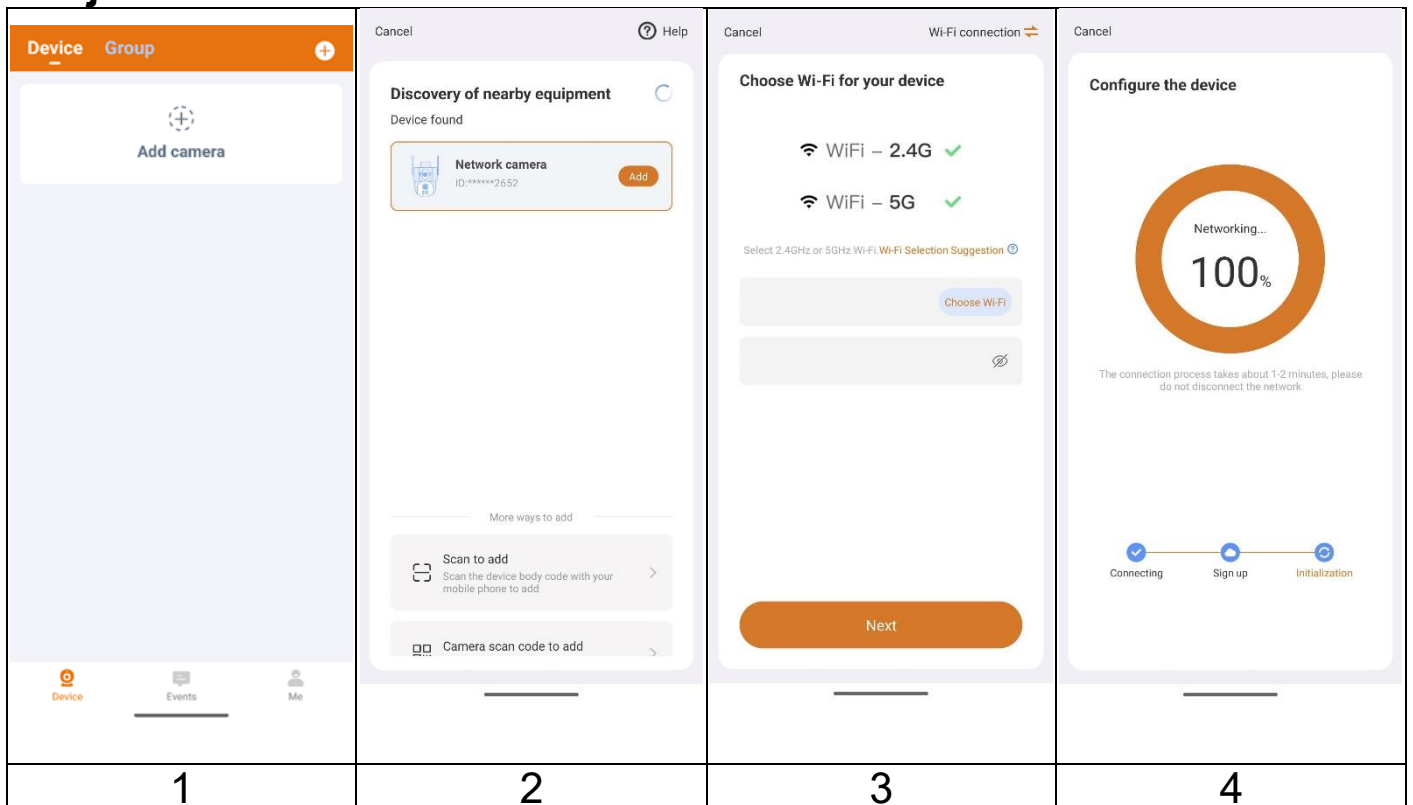 Device Group
Add camera
Device Events Me
1
Cancel Help
Discovery of nearby equipment
Device found
Network camera
ID:******2652
Add
More ways to add
Scan to add
Scan the device body code with your
mobile phone to add
Camera scan code to add
2
Cancel Wi-Fi connection
Choose Wi-Fi for your device
WiFi – 2.4G
WiFi – 5G
Select 2.4GHz or 5GHz Wi-Fi.Wi-Fi Selection Suggestion
Choose Wi-Fi
Next
3
Cancel
Configure the device
Networking...
100%
The connection process takes about 1-2 minutes, please
do not disconnect the network
Connecting Sign up Initialization
4